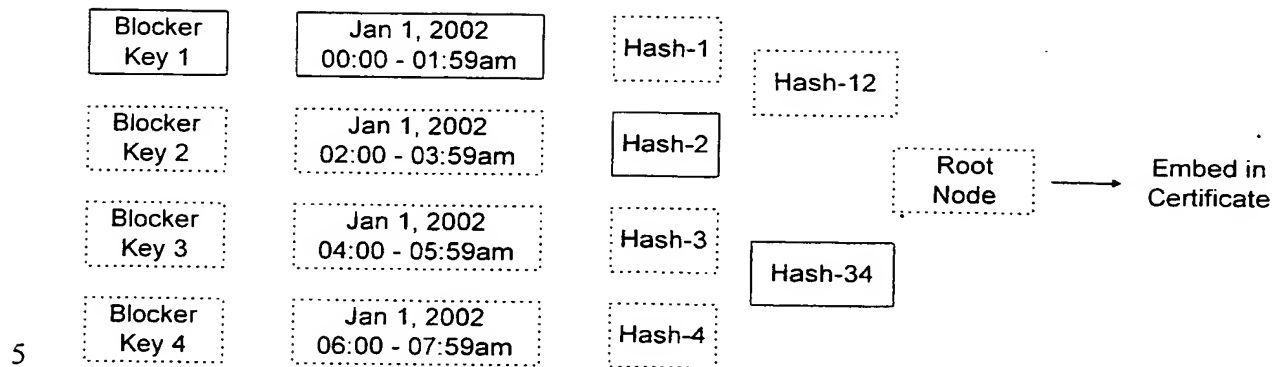 Blocker
Key 1
Jan 1, 2002
00:00 - 01:59am
Hash-1
Hash-12
Blocker
Key 2
Jan 1, 2002
02:00 - 03:59am
Hash-2
Root
Node
Embed in
Certificate
Blocker
Key 3
Jan 1, 2002
04:00 - 05:59am
Hash-3
Hash-34
Blocker
Key 4
Jan 1, 2002
06:00 - 07:59am
Hash-4
5